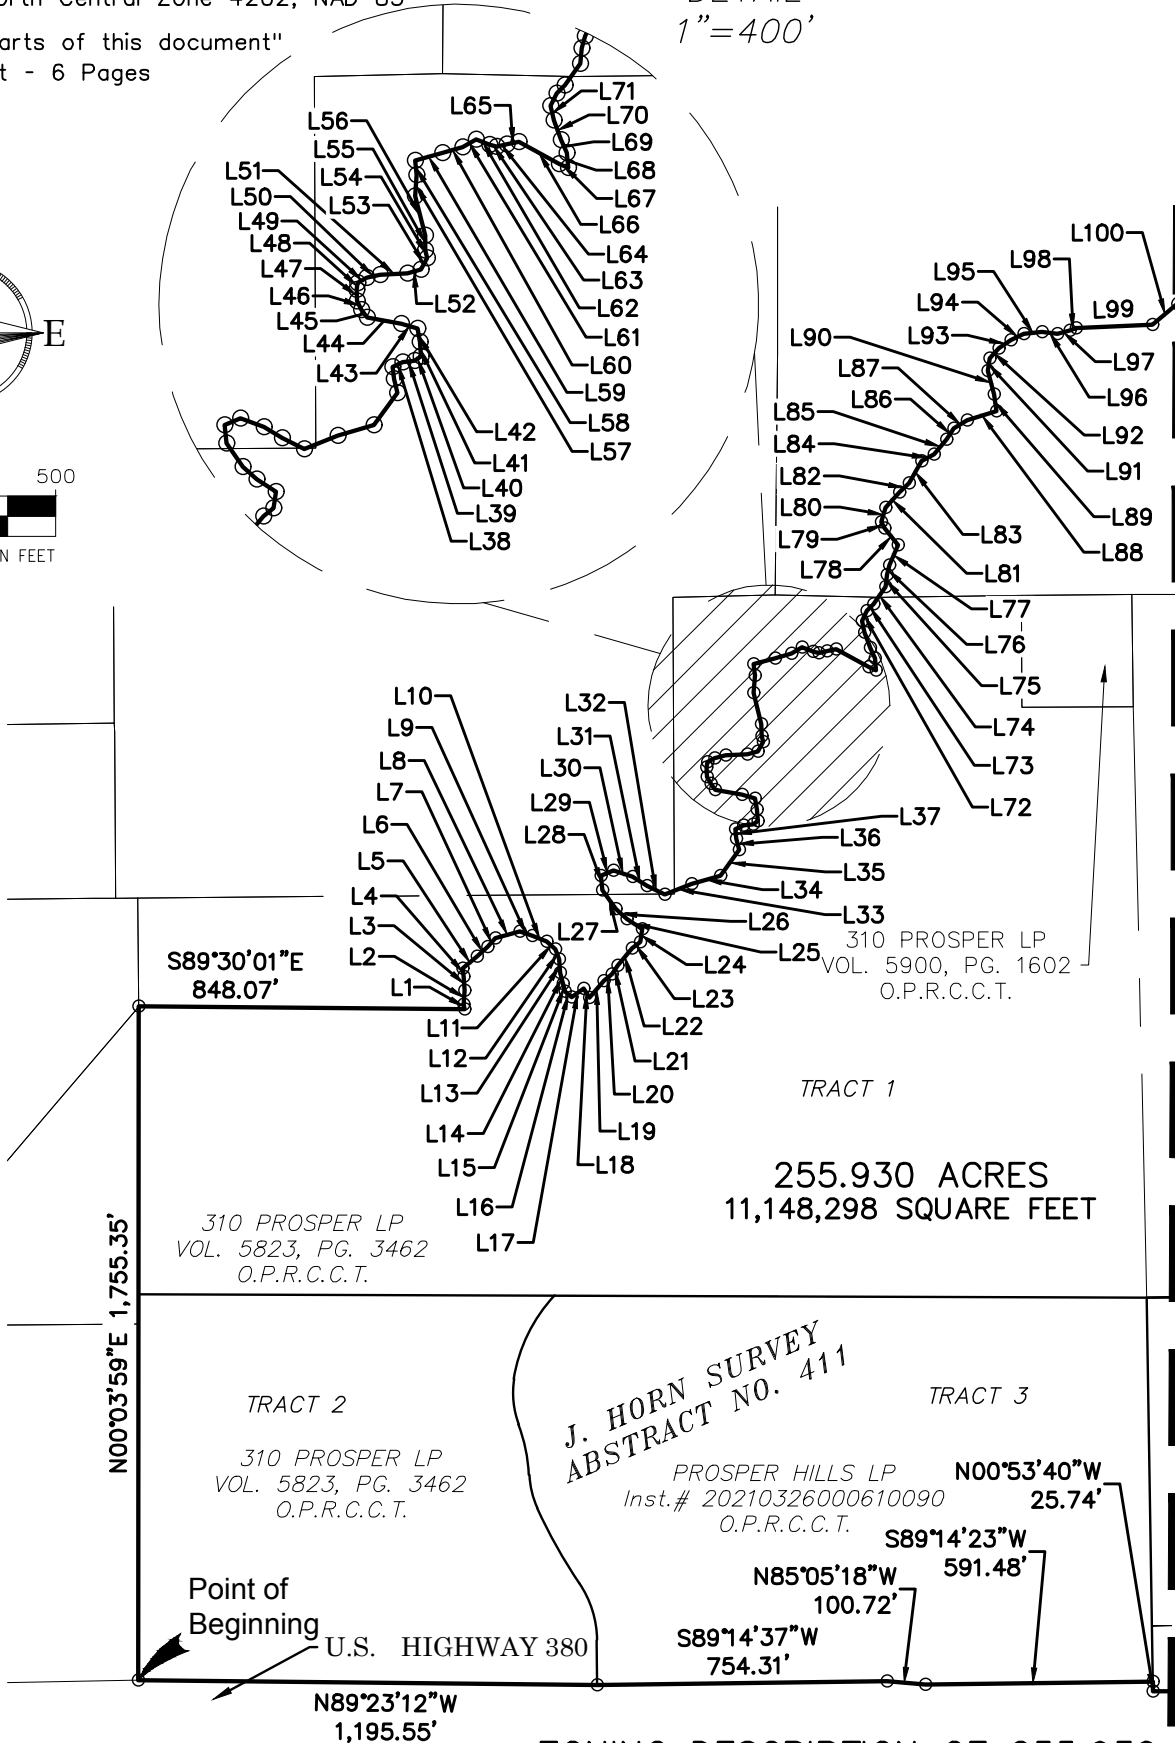 arts of this document"
t - 6 Pages
1"=400'
E
500
N FEET
L71
L70
L69
L68
L67
L66
L65
L64
L63
L62
L61
L60
L59
L58
L57
L56
L55
L54
L53
L52
L51
L50
L49
L48
L47
L46
L45
L44
L43
L42
L41
L40
L39
L38
L100
L99
L98
L97
L96
L95
L94
L93
L92
L91
L90
L89
L88
L87
L86
L85
L84
L83
L82
L81
L80
L79
L78
L77
L76
L75
L74
L73
L72
L37
L36
L35
L34
L33
L32
L31
L30
L29
L28
L27
L26
L25
L24
L23
L22
L21
L20
L19
L18
L17
L16
L15
L14
L13
L12
L11
L10
L9
L8
L7
L6
L5
L4
L3
L2
L1
S89°30'01"E
848.07'
310 PROSPER LP
VOL. 5900, PG. 1602
O.P.R.C.C.T.
TRACT 1
255.930 ACRES
11,148,298 SQUARE FEET
310 PROSPER LP
VOL. 5823, PG. 3462
O.P.R.C.C.T.
N00°03'59"E 1,755.35'
J. HORN SURVEY
ABSTRACT NO. 411
TRACT 2
310 PROSPER LP
VOL. 5823, PG. 3462
O.P.R.C.C.T.
TRACT 3
PROSPER HILLS LP
Inst.# 20210326000610090
O.P.R.C.C.T.
N00°53'40"W
25.74'
S89°14'23"W
591.48'
N85°05'18"W
100.72'
S89°14'37"W
754.31'
Point of
Beginning
U.S. HIGHWAY 380
N89°23'12"W
1,195.55'